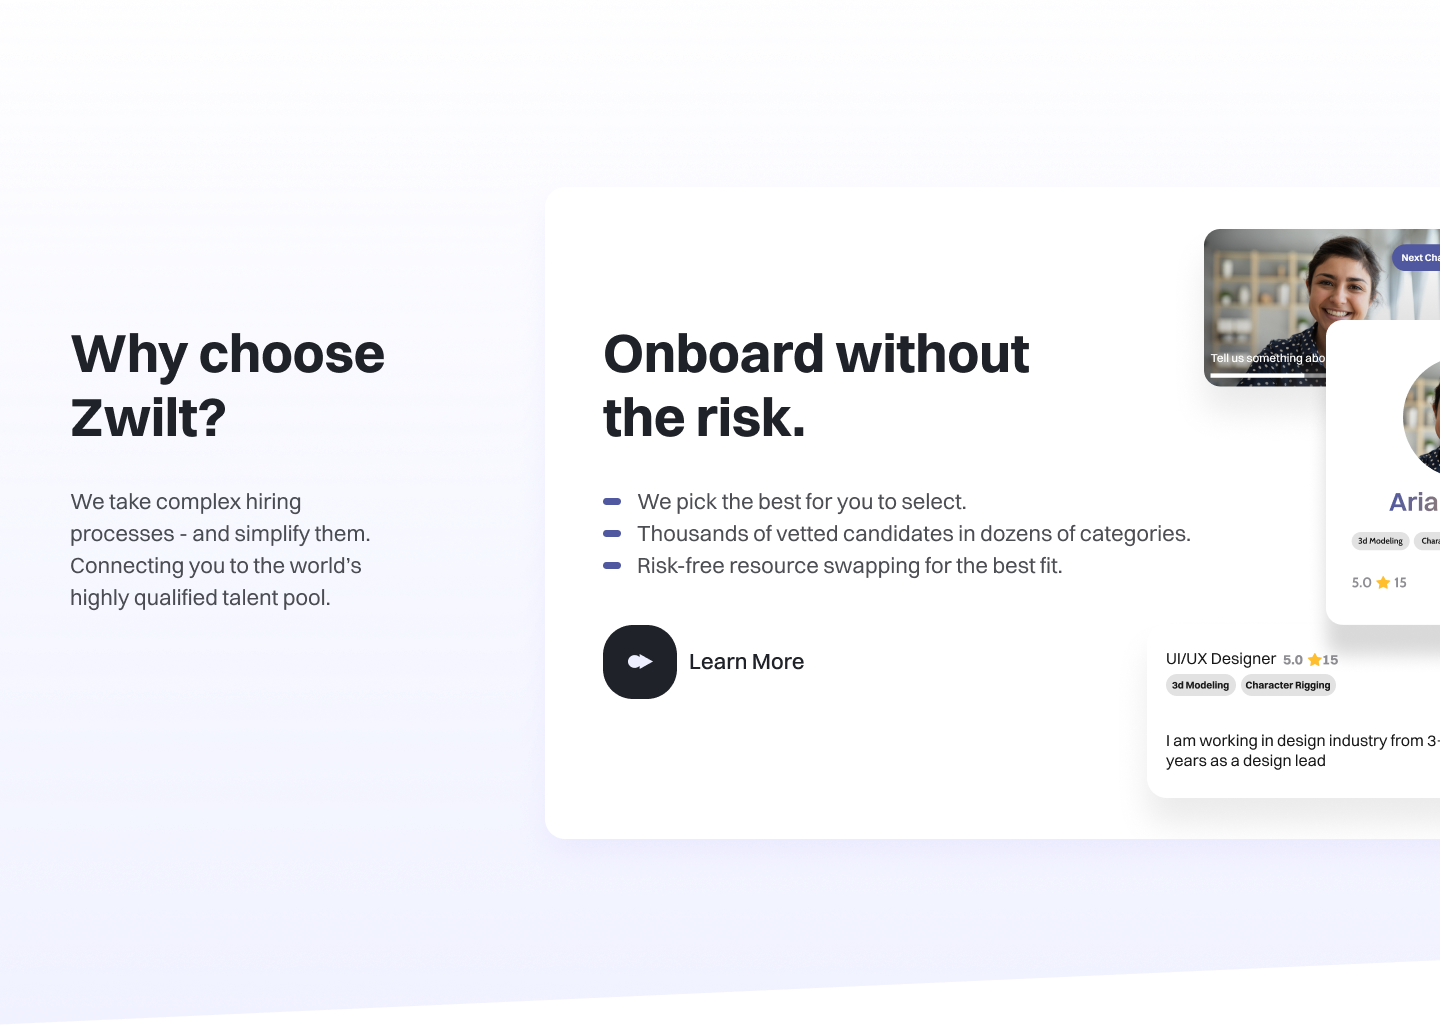 Why choose
Zwilt?
We take complex hiring
processes - and simplify them.
Connecting you to the world's
highly qualified talent pool.
Onboard without
the risk.
We pick the best for you to select.
Thousands of vetted candidates in dozens of categories.
Risk-free resource swapping for the best fit.
Learn More
Next Cha
Tell us something abo
Aria
3d Modeling Chara
5.0 15
UI/UX Designer 5.0 15
3d Modeling Character Rigging
I am working in design industry from 3-
years as a design lead